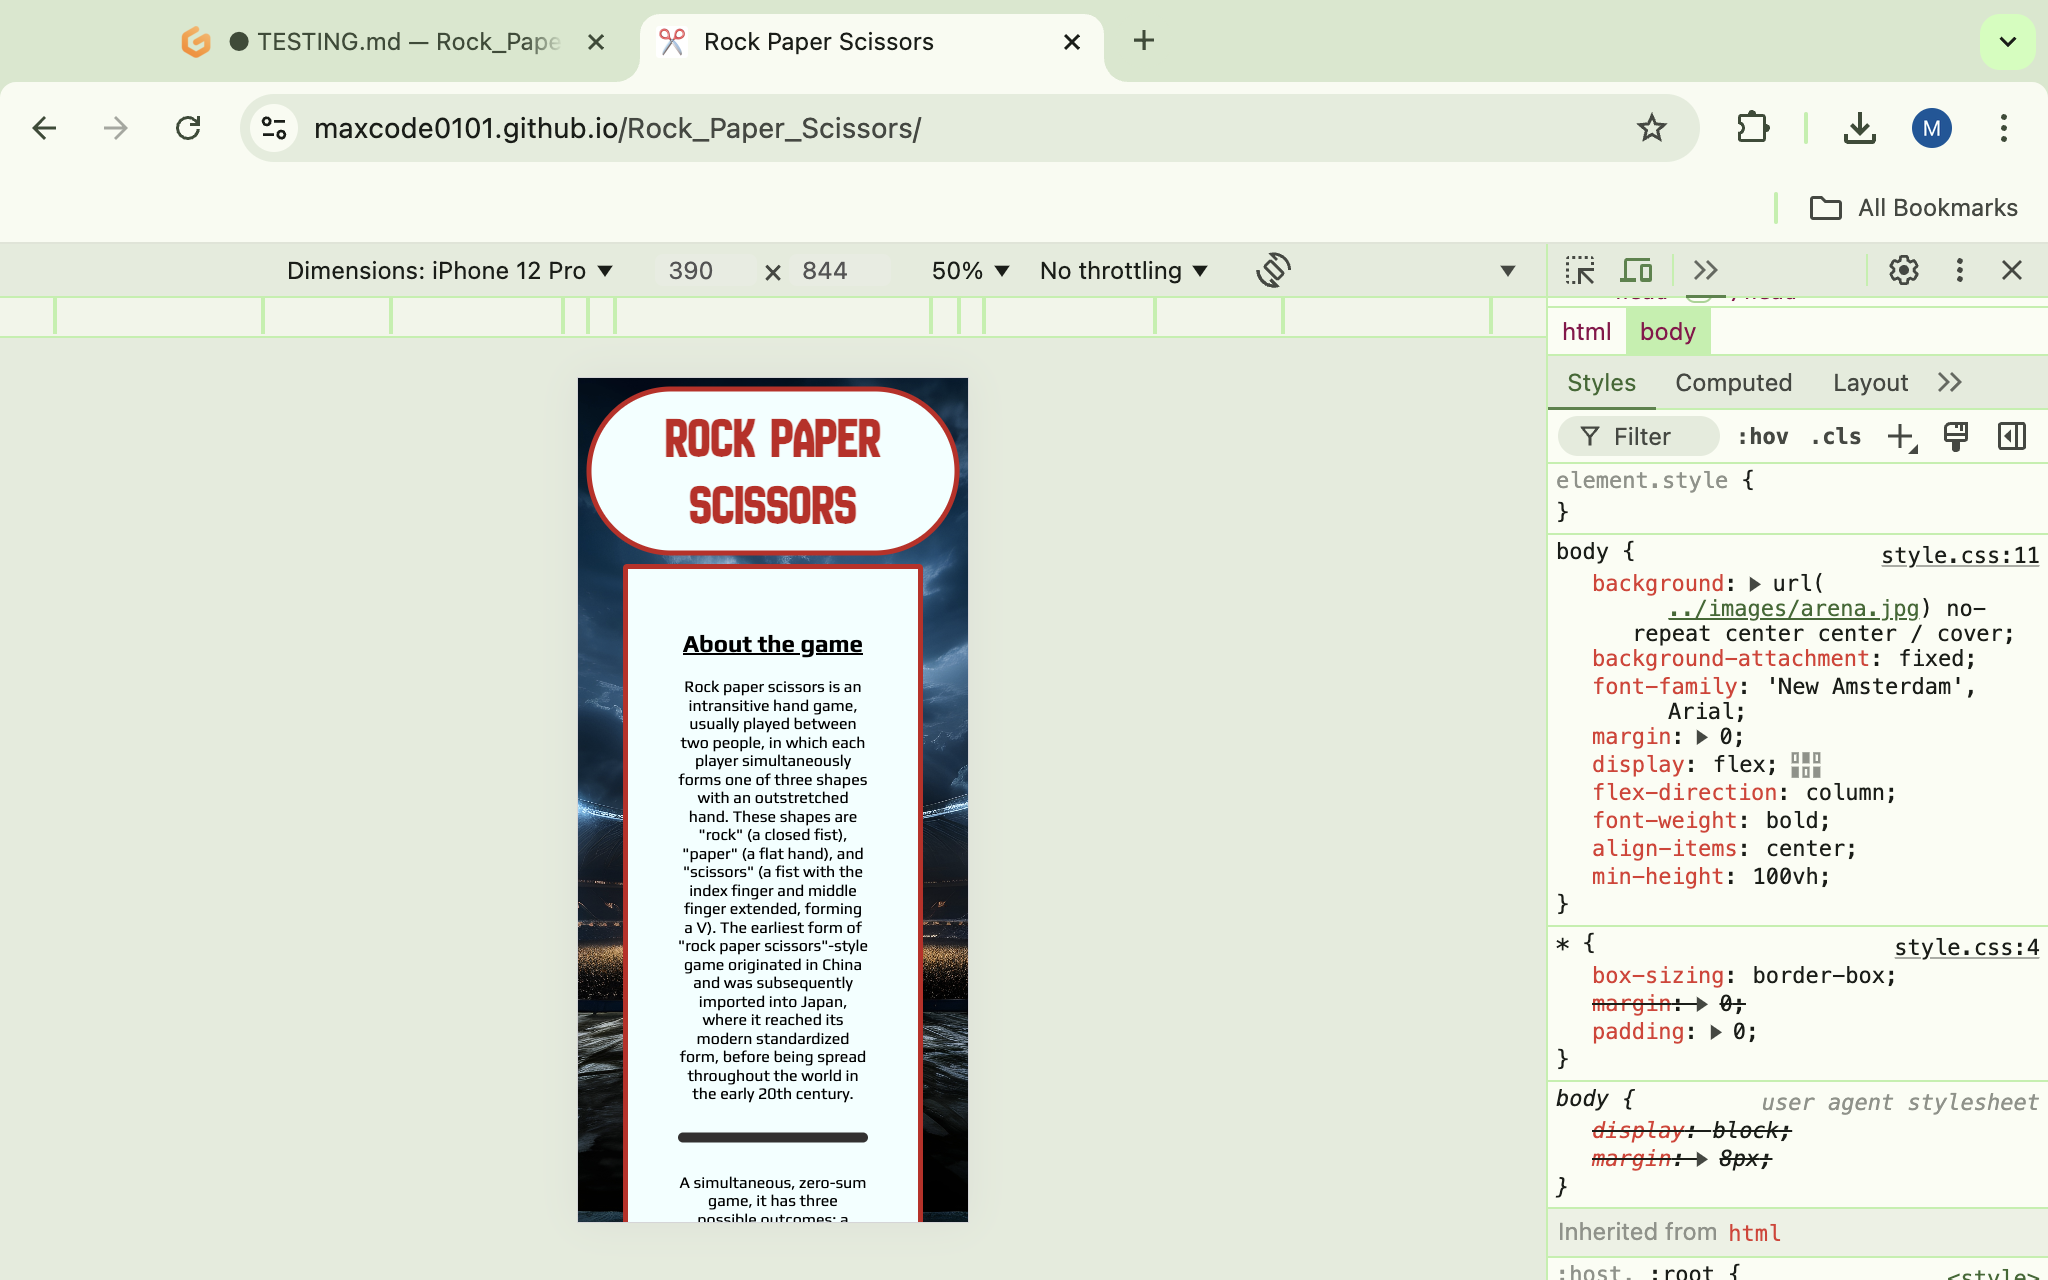 TESTING.md — Rock_Pape
Rock Paper Scissors
maxcode0101.github.io/Rock_Paper_Scissors/
M
All Bookmarks
Dimensions: iPhone 12 Pro ▼
390 × 844
50% ▼
No throttling ▼
html body
Styles Computed Layout
Filter :hov .cls
element.style {
}
body { style.css:11
background: ▶ url(
../images/arena.jpg) no-
repeat center center / cover;
background-attachment: fixed;
font-family: 'New Amsterdam',
Arial;
margin: ▶ 0;
display: flex;
flex-direction: column;
font-weight: bold;
align-items: center;
min-height: 100vh;
}
* { style.css:4
box-sizing: border-box;
margin: ▶ 0;
padding: ▶ 0;
}
body { user agent stylesheet
display: block;
margin: ▶ 8px;
}
Inherited from html
:host, :root { <style>
ROCK PAPER
SCISSORS
About the game
Rock paper scissors is an
intransitive hand game,
usually played between
two people, in which each
player simultaneously
forms one of three shapes
with an outstretched
hand. These shapes are
"rock" (a closed fist),
"paper" (a flat hand), and
"scissors" (a fist with the
index finger and middle
finger extended, forming
a V). The earliest form of
"rock paper scissors"-style
game originated in China
and was subsequently
imported into Japan,
where it reached its
modern standardized
form, before being spread
throughout the world in
the early 20th century.
A simultaneous, zero-sum
game, it has three
possible outcomes: a